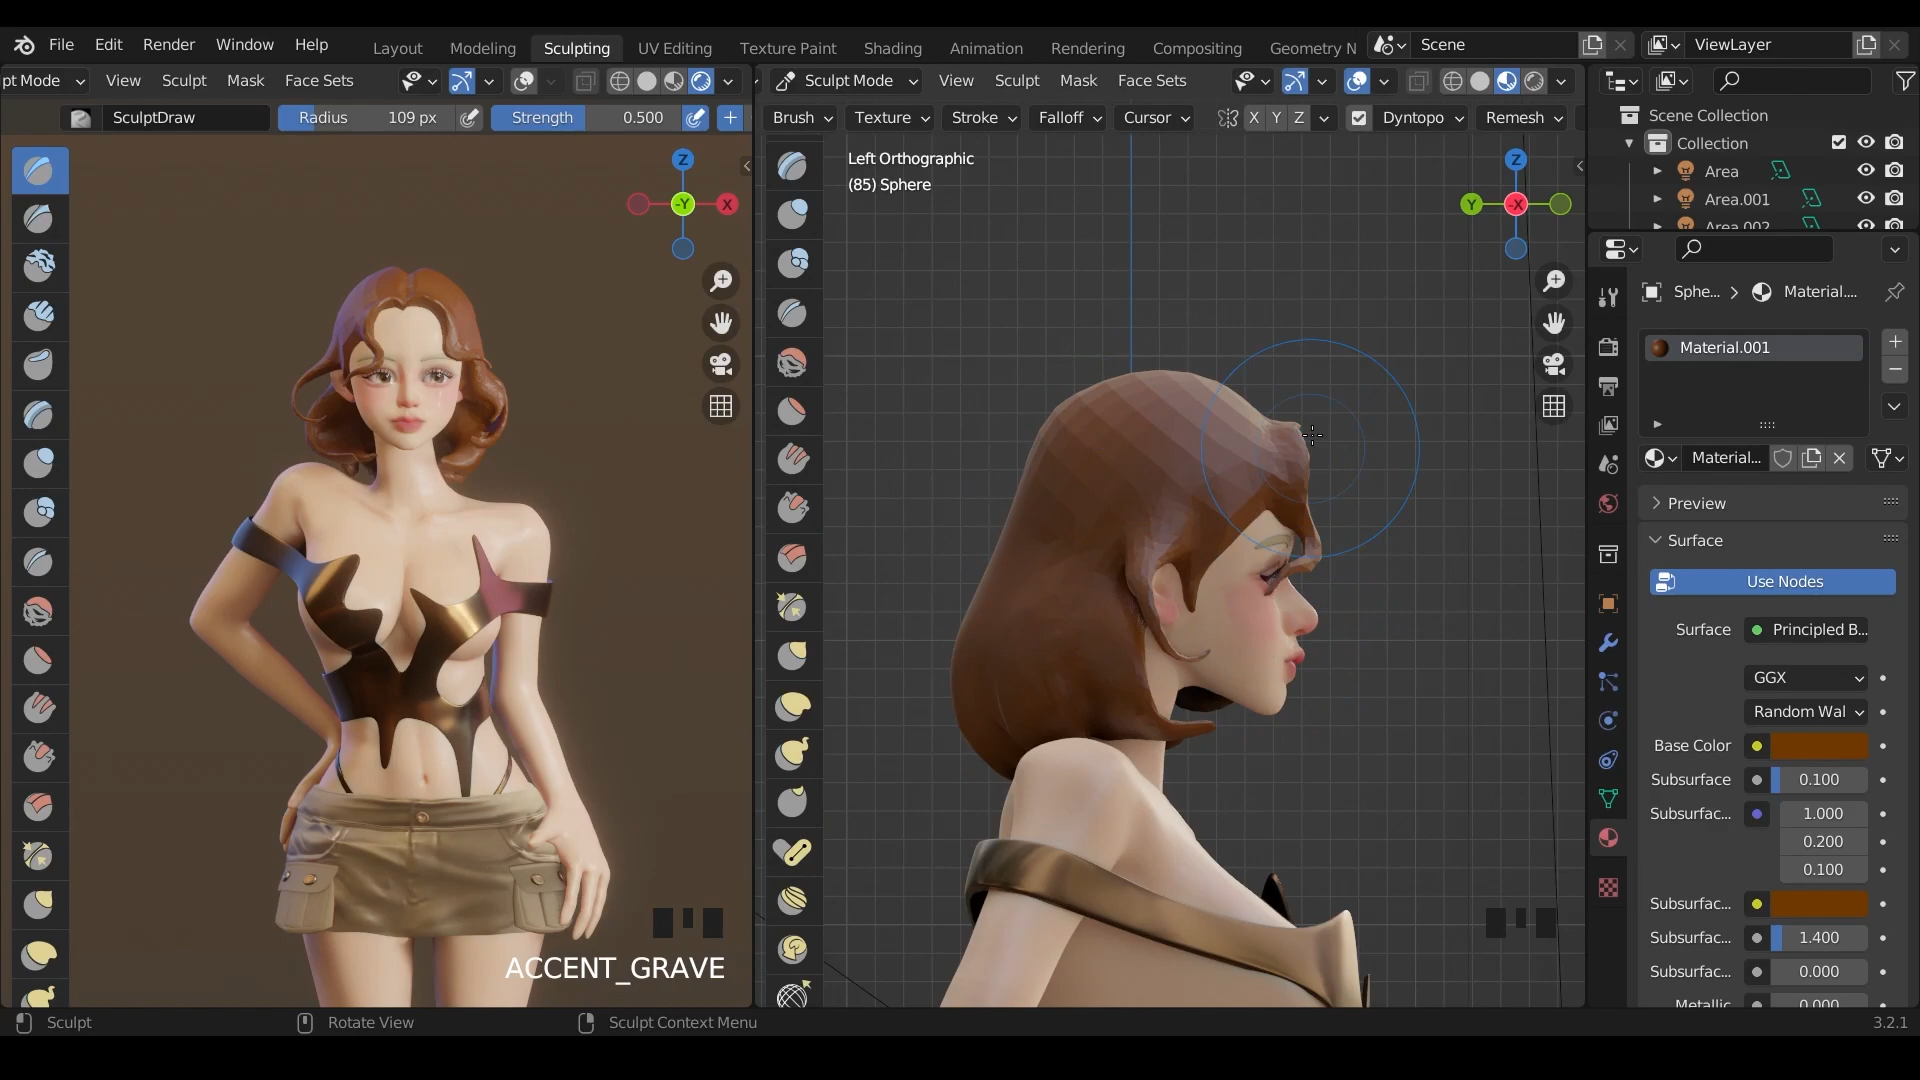 File Edit Render Window Help Layout Modeling Sculpting UV Editing Texture Paint Shading Animation Rendering Compositing Geometry N Scene ViewLayer
pt Mode View Sculpt Mask Face Sets
Sculpt Mode View Sculpt Mask Face Sets
SculptDraw Radius 109 px Strength 0.500
Brush Texture Stroke Falloff Cursor X Y Z Dyntopo Remesh
Z
-Y
X
Left Orthographic
(85) Sphere
Z
Y
-X
Scene Collection
Collection
Area
Area.001
Area.002
Sphe... Material....
Material.001
Material...
Preview
Surface
Use Nodes
Surface Principled B...
GGX
Random Wal
Base Color
Subsurface 0.100
Subsurfac... 1.000
0.200
0.100
Subsurfac...
Subsurfac... 1.400
Subsurfac... 0.000
Metallic 0.000
ACCENT_GRAVE
Sculpt Rotate View Sculpt Context Menu 3.2.1